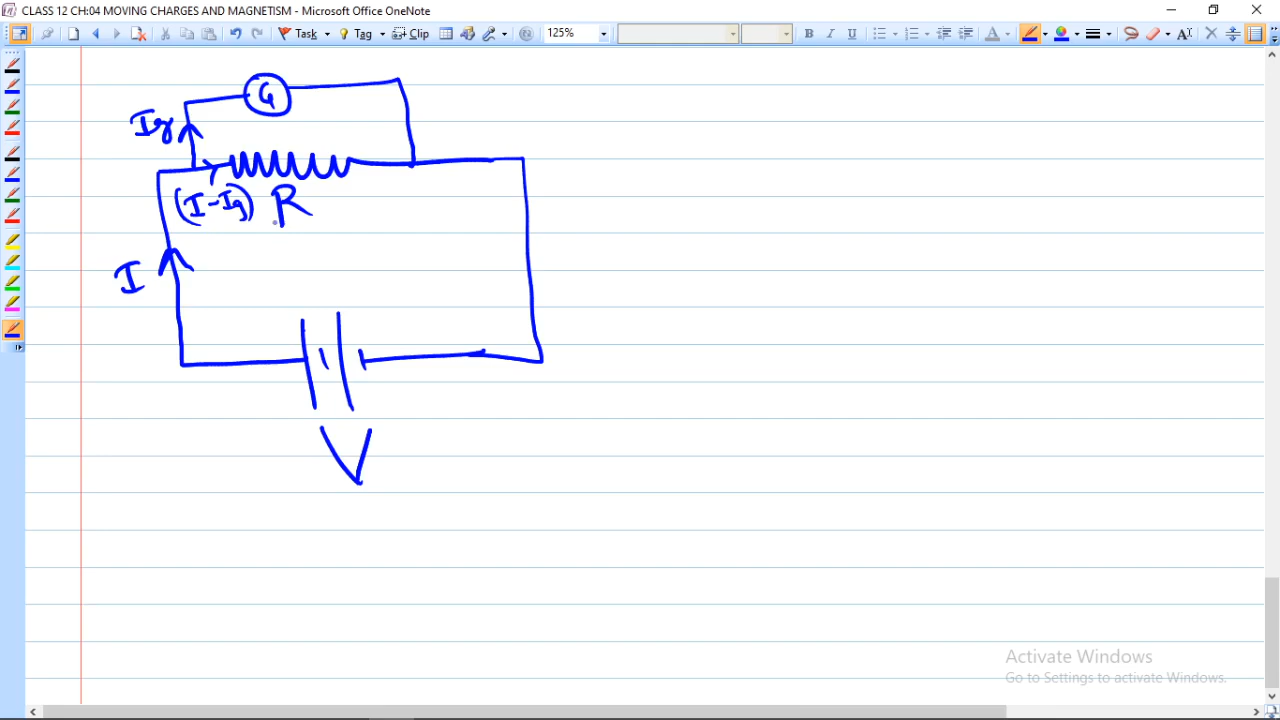 CLASS 12 CH:04 MOVING CHARGES AND MAGNETISM - Microsoft Office OneNote
Task Tag Clip 125% B I U
G
Ig
(I-Ig) R
I
V
Activate Windows
Go to Settings to activate Windows.